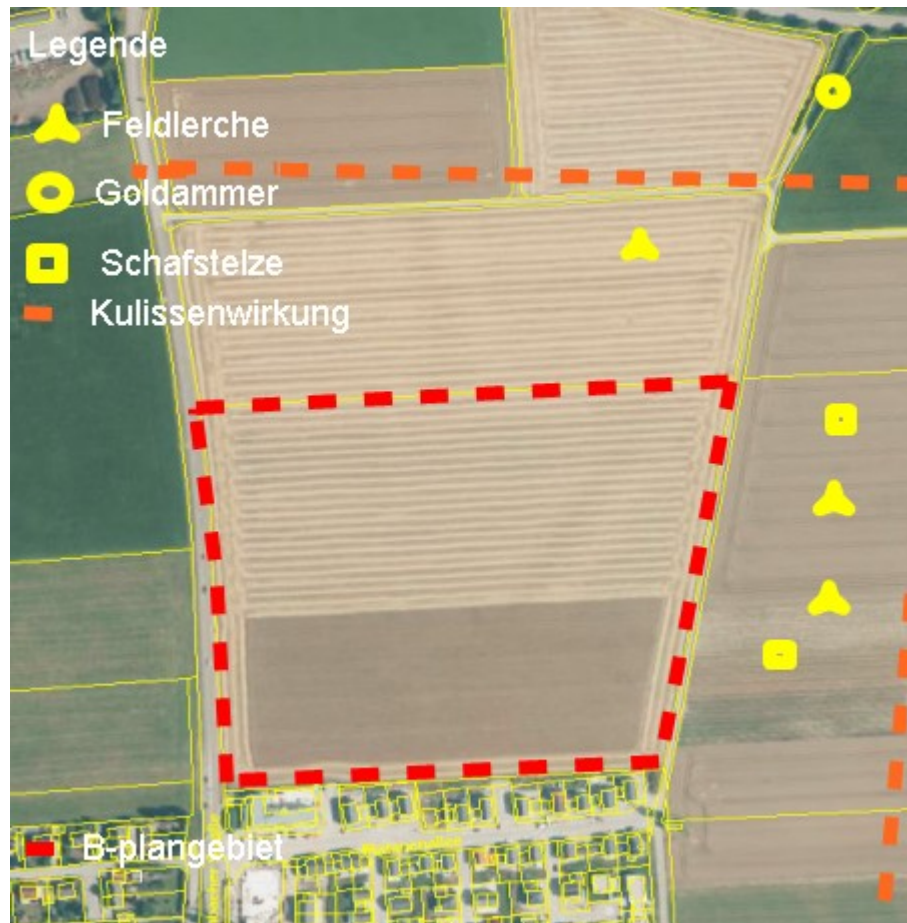 Legende
Feldlerche
Goldammer
Schafstelze
Kulissenwirkung
B-plangebiet